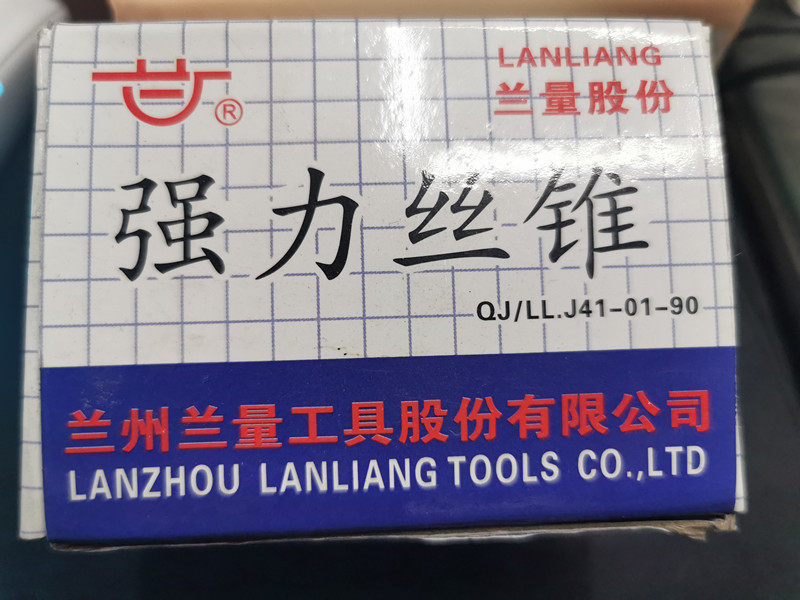 ®
LANLIANG
兰量股份
强力丝锥
QJ/LL.J41-01-90
兰州兰量工具股份有限公司
LANZHOU LANLIANG TOOLS CO.,LTD